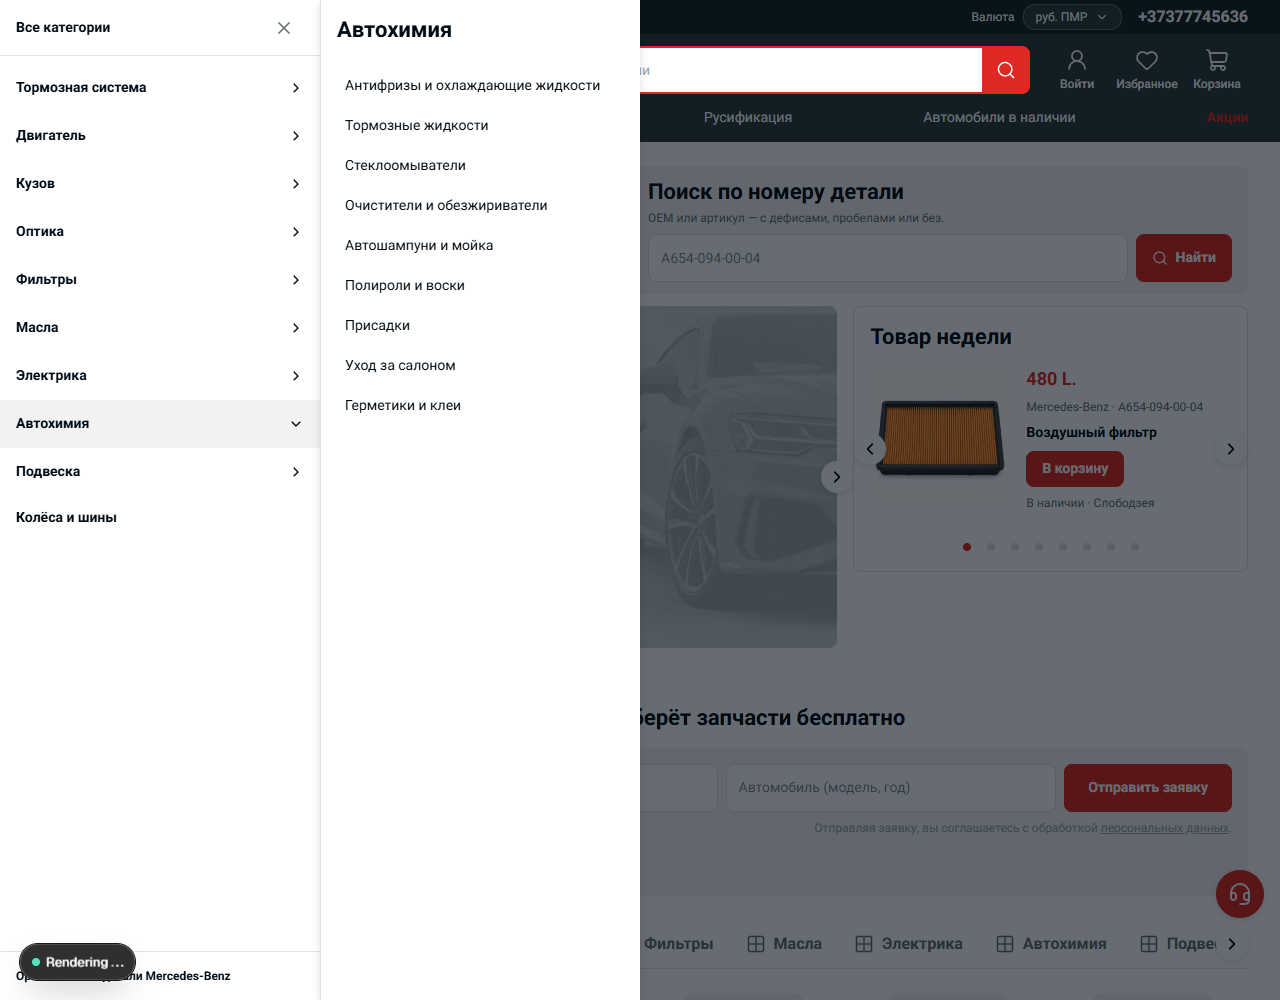 Все категории
Тормозная система
Двигатель
Кузов
Оптика
Фильтры
Масла
Электрика
Автохимия
Подвеска
Колёса и шины
Rendering ...
Mercedes-Benz
Автохимия
Антифризы и охлаждающие жидкости
Тормозные жидкости
Стеклоомыватели
Очистители и обезжириватели
Автошампуни и мойка
Полироли и воски
Присадки
Уход за салоном
Герметики и клеи
Валюта
руб. ПМР
+37377745636
Войти
Избранное
Корзина
Русификация
Автомобили в наличии
Акции
Поиск по номеру детали
OEM или артикул — с дефисами, пробелами или без.
A654-094-00-04
Найти
Товар недели
480 L.
Mercedes-Benz · A654-094-00-04
Воздушный фильтр
В корзину
В наличии · Слободзея
запчасти бесплатно
Автомобиль (модель, год)
Отправить заявку
Отправляя заявку, вы соглашаетесь с обработкой персональных данных.
Фильтры
Масла
Электрика
Автохимия